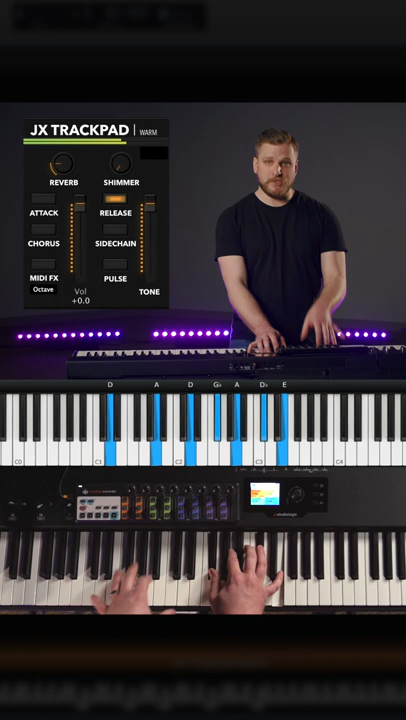 JX TRACKPAD | WARM
REVERB SHIMMER
ATTACK RELEASE
CHORUS SIDECHAIN
MIDI FX PULSE
Octave Vol TONE
+0.0
D A D G♭ A D♭ E
C0 C1 C2 C3 C4
studiologic